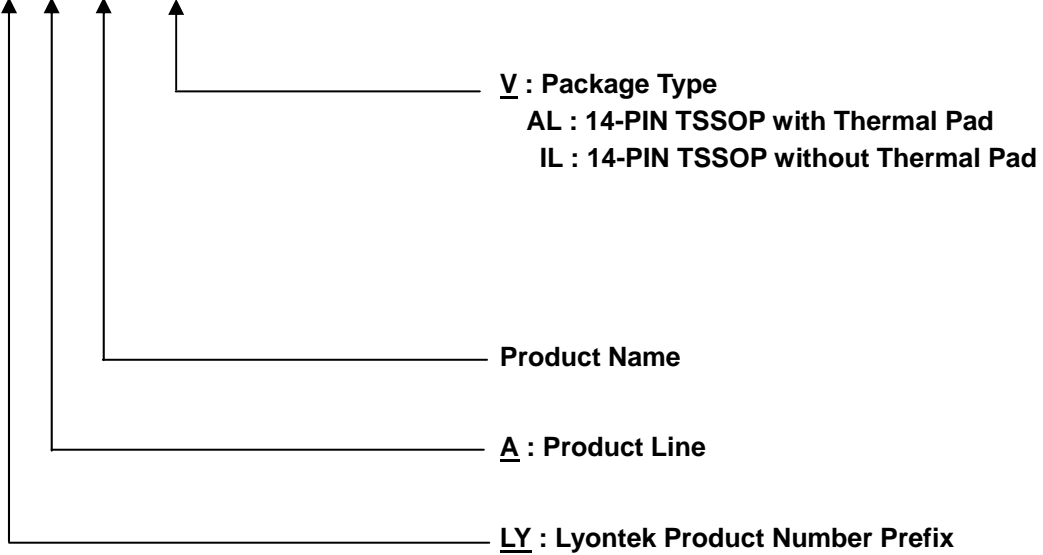 V : Package Type
AL : 14-PIN TSSOP with Thermal Pad
IL : 14-PIN TSSOP without Thermal Pad
Product Name
A : Product Line
LY : Lyontek Product Number Prefix